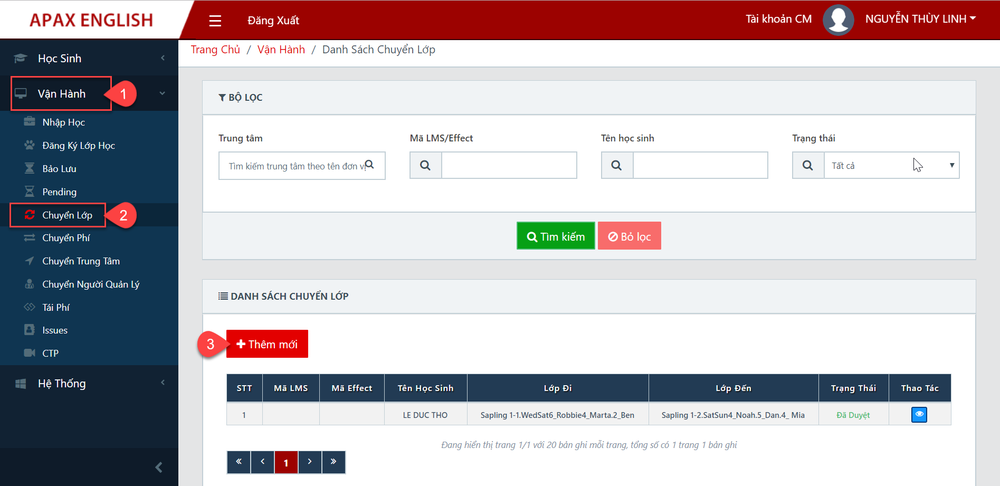 APAX ENGLISH
Đăng Xuất
Tài khoản CM
NGUYỄN THÙY LINH
Học Sinh
Vận Hành
1
Nhập Học
Đăng Ký Lớp Học
Bảo Lưu
Pending
Chuyển Lớp
2
Chuyển Phí
Chuyển Trung Tâm
Chuyển Người Quản Lý
Tái Phí
Issues
CTP
Hệ Thống
Trang Chủ / Vận Hành / Danh Sách Chuyển Lớp
BỘ LỌC
Trung tâm Mã LMS/Effect Tên học sinh Trạng thái
Tìm kiếm trung tâm theo tên đơn vị Tất cả
Tìm kiếm Bỏ lọc
DANH SÁCH CHUYỂN LỚP
3 Thêm mới
STT Mã LMS Mã Effect Tên Học Sinh Lớp Đi Lớp Đến Trạng Thái Thao Tác
1 LE DUC THO Sapling 1-1.WedSat6_Robbie4_Marta.2_Ben Sapling 1-2.SatSun4_Noah.5_Dan.4_ Mia Đã Duyệt
Đang hiển thị trang 1/1 với 20 bản ghi mỗi trang, tổng số có 1 trang 1 bản ghi
« ‹ 1 › »